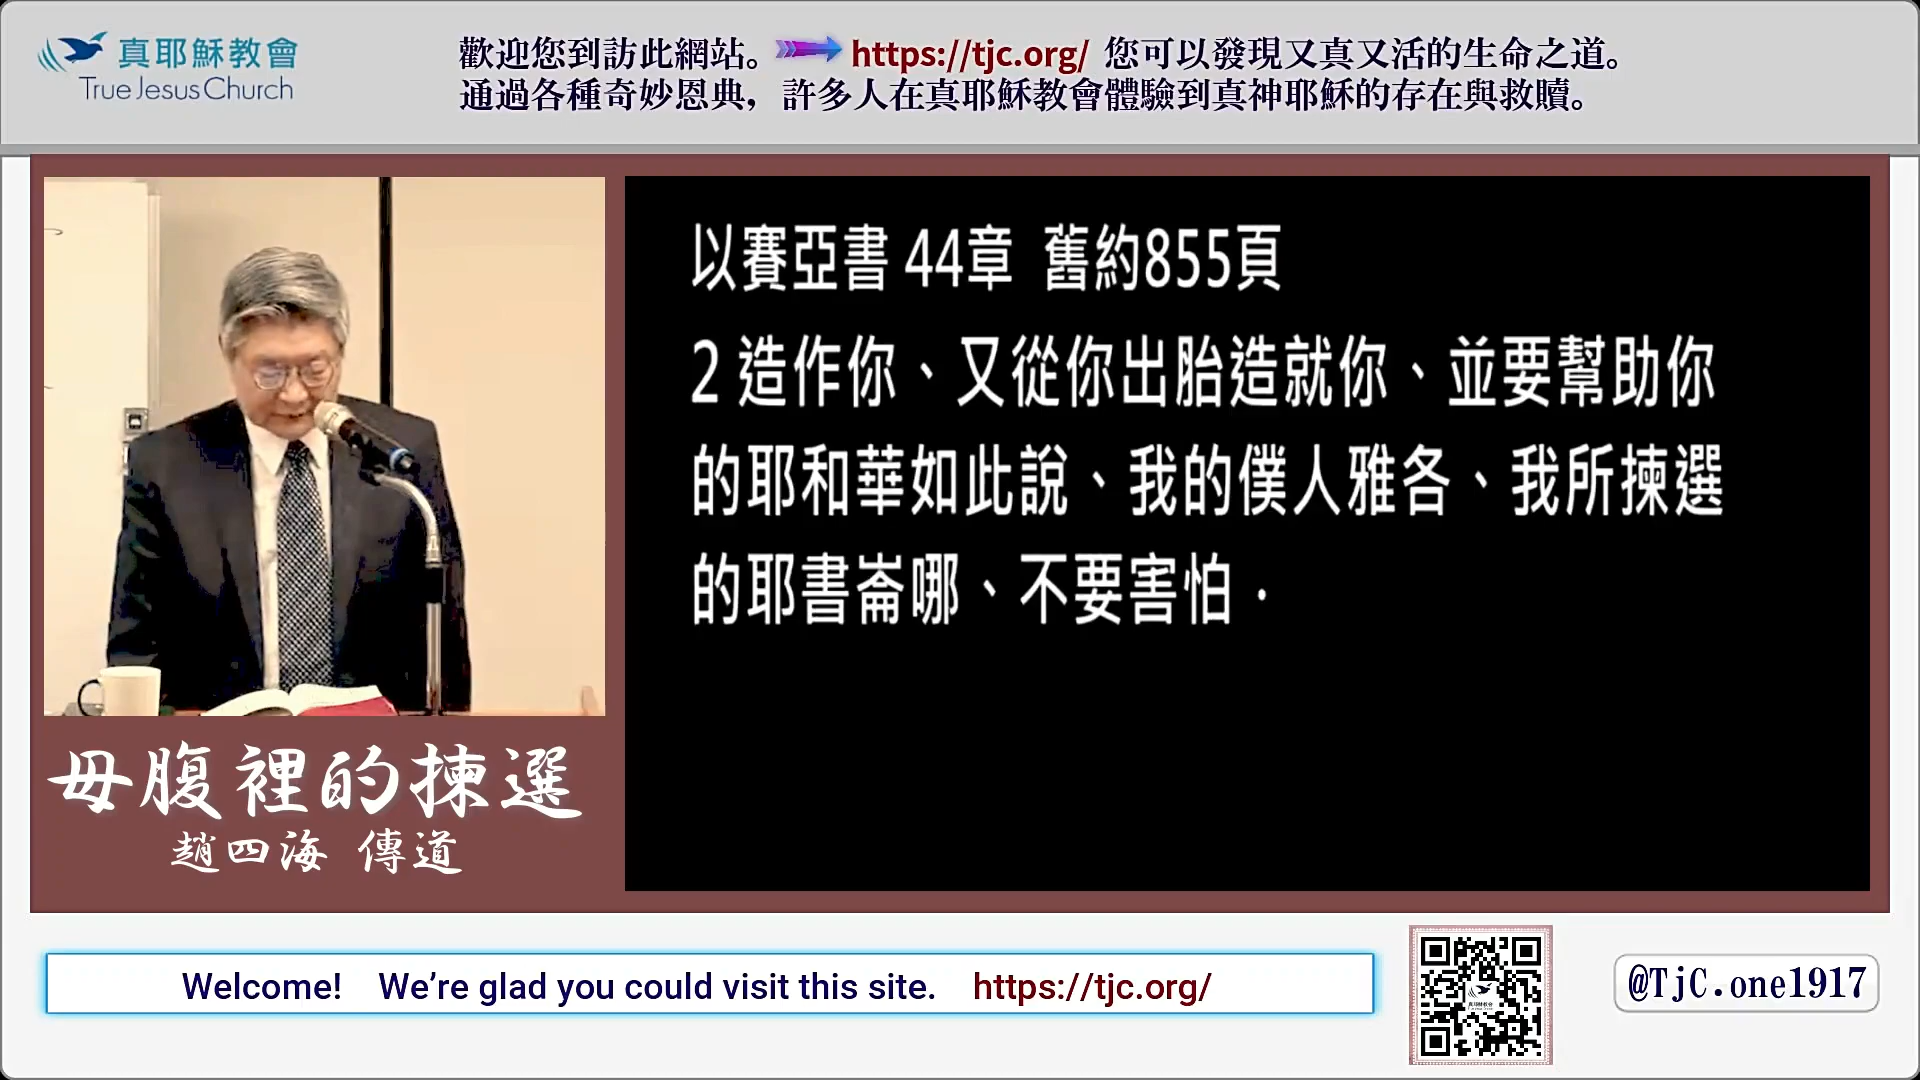 真耶穌教會
True Jesus Church
歡迎您到訪此網站。 https://tjc.org/ 您可以發現又真又活的生命之道。
通過各種奇妙恩典，許多人在真耶穌教會體驗到真神耶穌的存在與救贖。
以賽亞書 44章 舊約855頁
2 造作你、又從你出胎造就你、並要幫助你
的耶和華如此說、我的僕人雅各、我所揀選
的耶書崙哪、不要害怕．
母腹裡的揀選
趙四海 傳道
Welcome! We’re glad you could visit this site. https://tjc.org/
@TjC.one1917